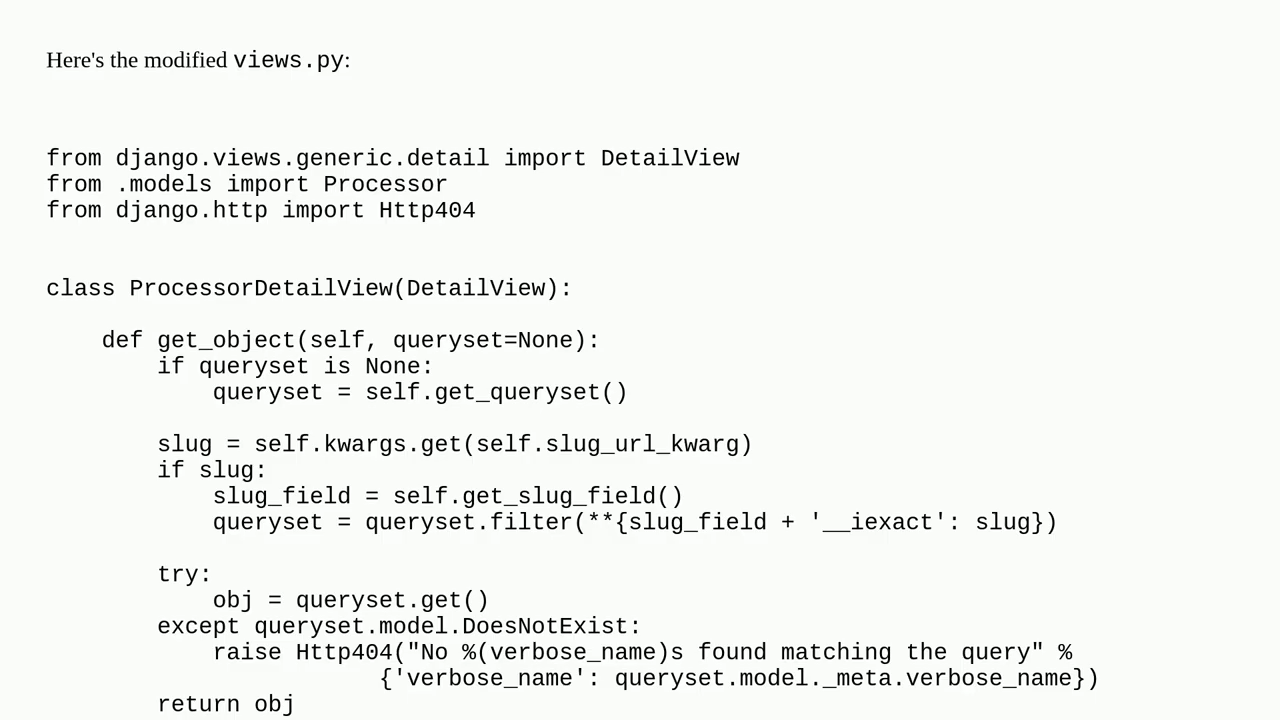 Here's the modified views.py:
from django.views.generic.detail import DetailView
from .models import Processor
from django.http import Http404
class ProcessorDetailView(DetailView):
    def get_object(self, queryset=None):
        if queryset is None:
            queryset = self.get_queryset()
        slug = self.kwargs.get(self.slug_url_kwarg)
        if slug:
            slug_field = self.get_slug_field()
            queryset = queryset.filter(**{slug_field + '__iexact': slug})
        try:
            obj = queryset.get()
        except queryset.model.DoesNotExist:
            raise Http404("No %(verbose_name)s found matching the query" %
                        {'verbose_name': queryset.model._meta.verbose_name})
        return obj